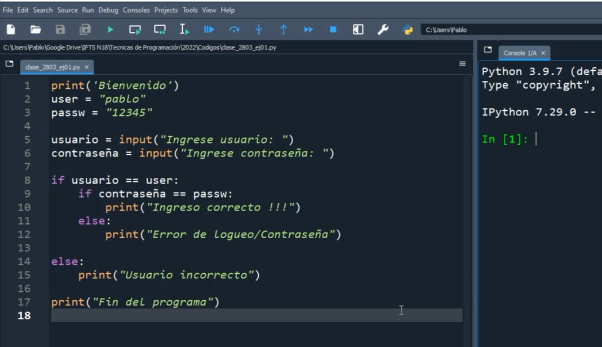 File Edit Search Source Run Debug Consoles Projects Tools View Help
C:\Users\Pablo
C:\Users\Pablo\Google Drive\IFTS N18\Tecnicas de Programación\2022\Codigos\clase_2803_ej01.py
clase_2803_ej01.py
1 print('Bienvenido')
2 user = "pablo"
3 passw = "12345"
4
5 usuario = input("Ingrese usuario: ")
6 contraseña = input("Ingrese contraseña: ")
7
8 if usuario == user:
9 if contraseña == passw:
10 print("Ingreso correcto !!!")
11 else:
12 print("Error de logueo/Contraseña")
13
14 else:
15 print("Usuario incorrecto")
16
17 print("Fin del programa")
18
Console 1/A
Python 3.9.7 (defa
Type "copyright",
IPython 7.29.0 --
In [1]: